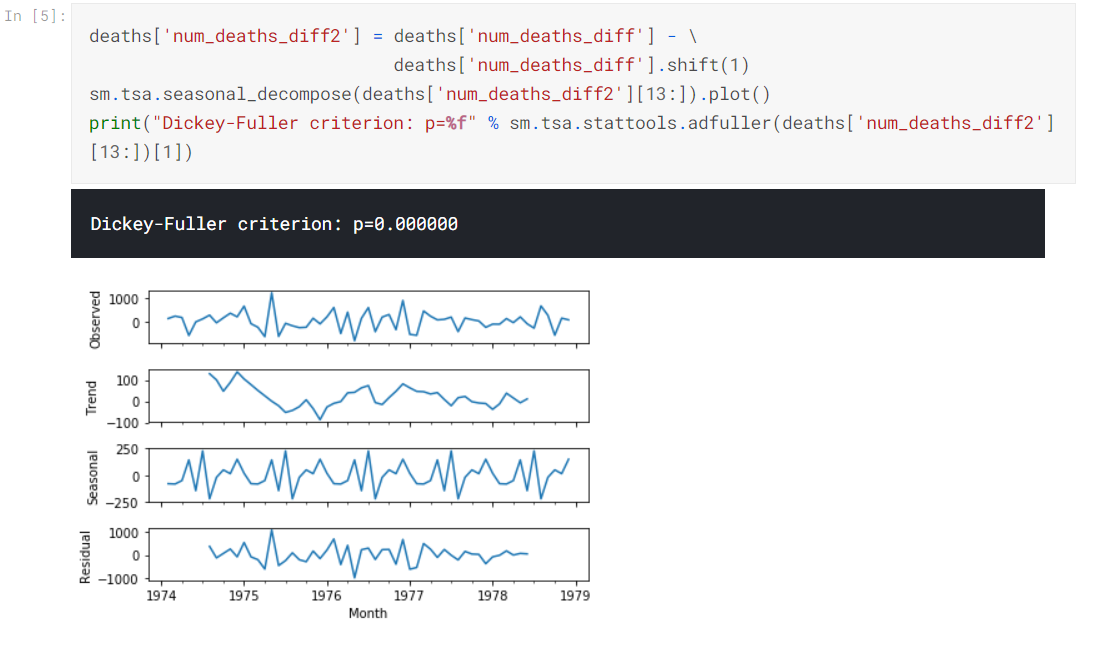 In [5]:
deaths['num_deaths_diff2'] = deaths['num_deaths_diff'] - \
deaths['num_deaths_diff'].shift(1)
sm.tsa.seasonal_decompose(deaths['num_deaths_diff2'][13:]).plot()
print("Dickey-Fuller criterion: p=%f" % sm.tsa.stattools.adfuller(deaths['num_deaths_diff2']
[13:])[1])
Dickey-Fuller criterion: p=0.000000
Observed
1000
0
Trend
100
0
−100
Seasonal
250
0
−250
Residual
1000
0
−1000
1974 1975 1976 1977 1978 1979
Month